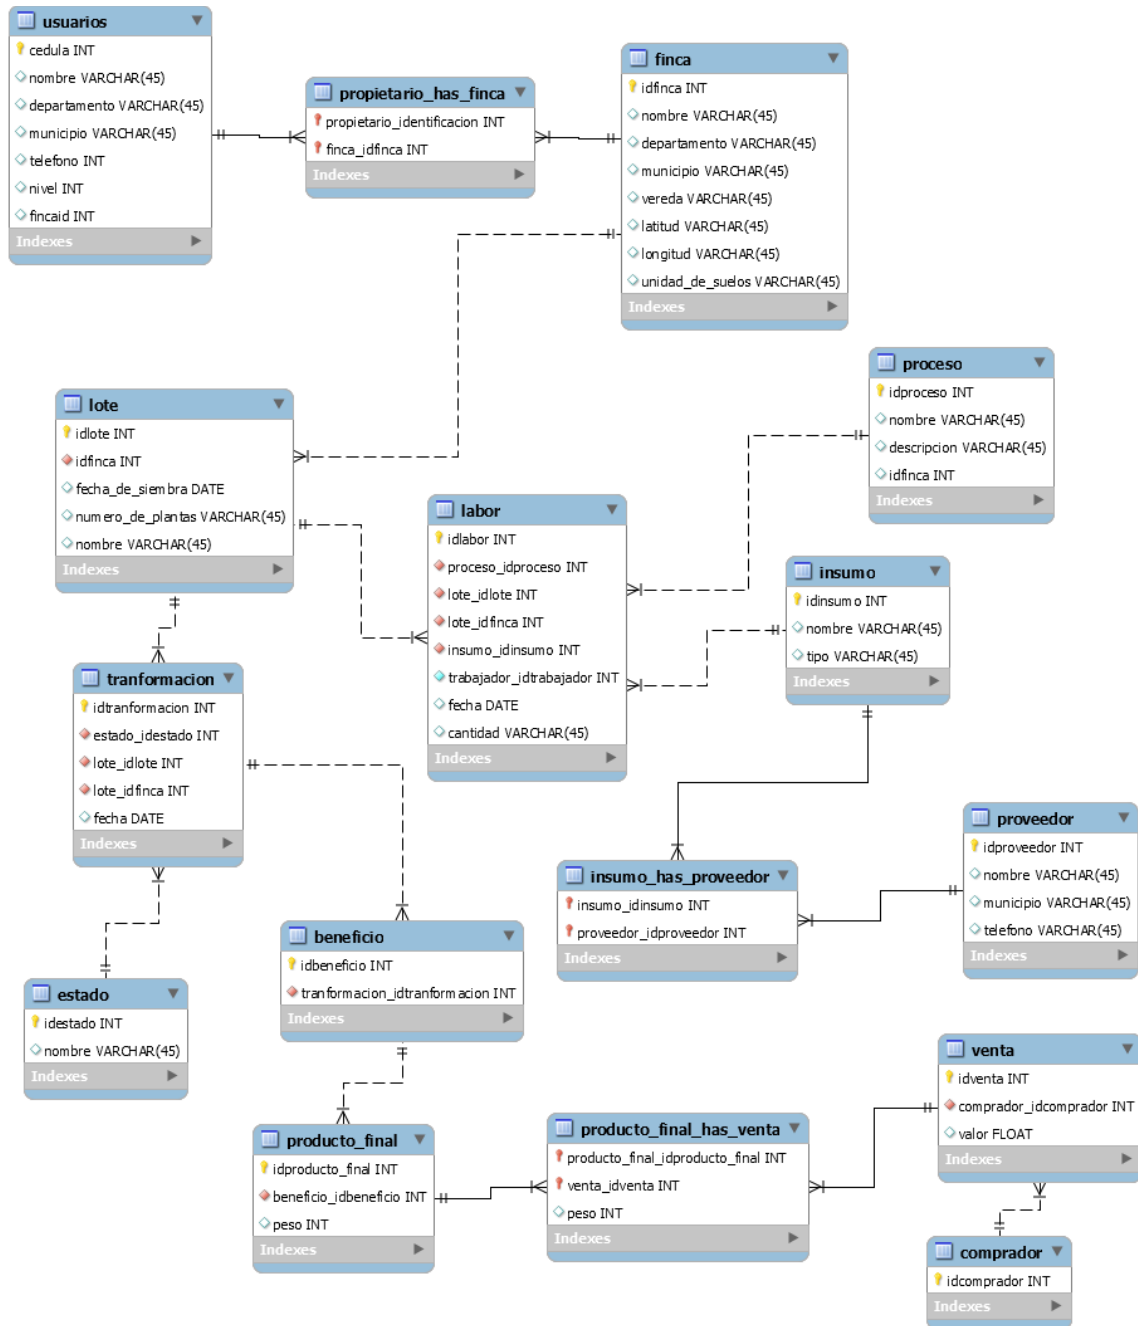 usuarios
cedula INT
nombre VARCHAR(45)
departamento VARCHAR(45)
municipio VARCHAR(45)
telefono INT
nivel INT
fincaid INT
Indexes
propietario_has_finca
propietario_identificacion INT
finca_idfinca INT
Indexes
finca
idfinca INT
nombre VARCHAR(45)
departamento VARCHAR(45)
municipio VARCHAR(45)
vereda VARCHAR(45)
latitud VARCHAR(45)
longitud VARCHAR(45)
unidad_de_suelos VARCHAR(45)
Indexes
proceso
idproceso INT
nombre VARCHAR(45)
descripcion VARCHAR(45)
idfinca INT
Indexes
lote
idlote INT
idfinca INT
fecha_de_siembra DATE
numero_de_plantas VARCHAR(45)
nombre VARCHAR(45)
Indexes
labor
idlabor INT
proceso_idproceso INT
lote_idlote INT
lote_idfinca INT
insumo_idinsumo INT
trabajador_idtrabajador INT
fecha DATE
cantidad VARCHAR(45)
Indexes
insumo
idinsumo INT
nombre VARCHAR(45)
tipo VARCHAR(45)
Indexes
tranformacion
idtranformacion INT
estado_idestado INT
lote_idlote INT
lote_idfinca INT
fecha DATE
Indexes
proveedor
idproveedor INT
nombre VARCHAR(45)
municipio VARCHAR(45)
telefono VARCHAR(45)
Indexes
insumo_has_proveedor
insumo_idinsumo INT
proveedor_idproveedor INT
Indexes
beneficio
idbeneficio INT
tranformacion_idtranformacion INT
Indexes
estado
idestado INT
nombre VARCHAR(45)
Indexes
venta
idventa INT
comprador_idcomprador INT
valor FLOAT
Indexes
producto_final
idproducto_final INT
beneficio_idbeneficio INT
peso INT
Indexes
producto_final_has_venta
producto_final_idproducto_final INT
venta_idventa INT
peso INT
Indexes
comprador
idcomprador INT
Indexes